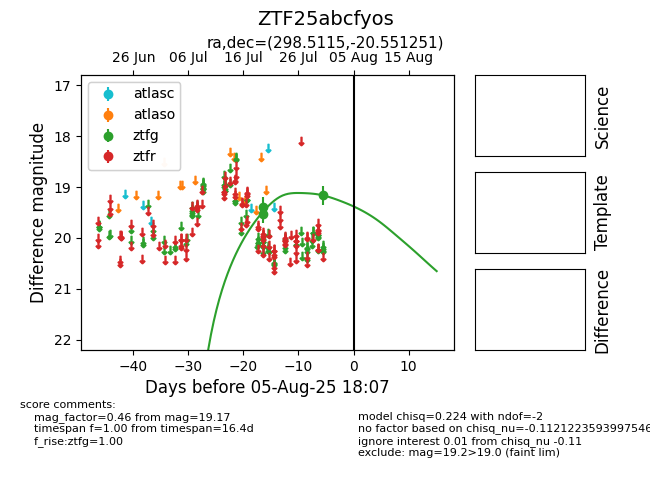 ZTF25abcfyos
ra,dec=(298.5115,-20.551251)
26 Jun 06 Jul 16 Jul 26 Jul 05 Aug 15 Aug
atlasc
atlaso
ztfg
ztfr
17
18
19
20
21
22
Difference magnitude
−40 −30 −20 −10 0 10
Days before 05-Aug-25 18:07
Science
Template
Difference
score comments:
mag_factor=0.46 from mag=19.17
timespan f=1.00 from timespan=16.4d
f_rise:ztfg=1.00
model chisq=0.224 with ndof=-2
no factor based on chisq_nu=-0.1121223593997546
ignore interest 0.01 from chisq_nu -0.11
exclude: mag=19.2>19.0 (faint lim)